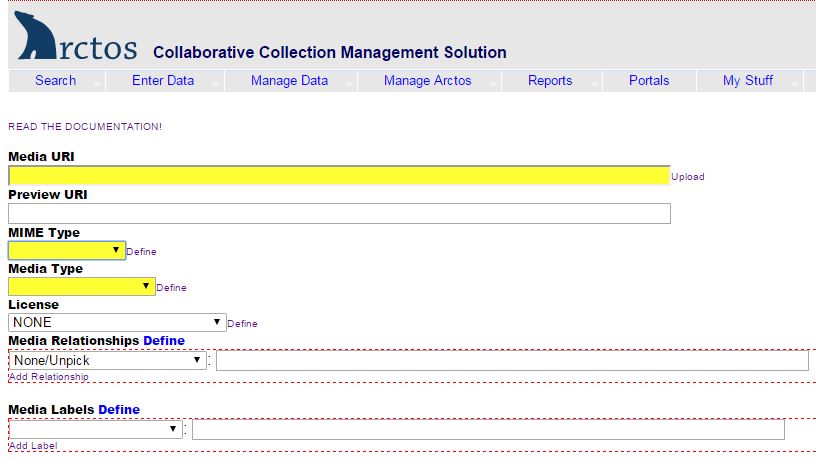 Arctos Collaborative Collection Management Solution
Search Enter Data Manage Data Manage Arctos Reports Portals My Stuff
READ THE DOCUMENTATION!
Media URI
Upload
Preview URI
MIME Type
Define
Media Type
Define
License
NONE Define
Media Relationships Define
None/Unpick :
Add Relationship
Media Labels Define
:
Add Label